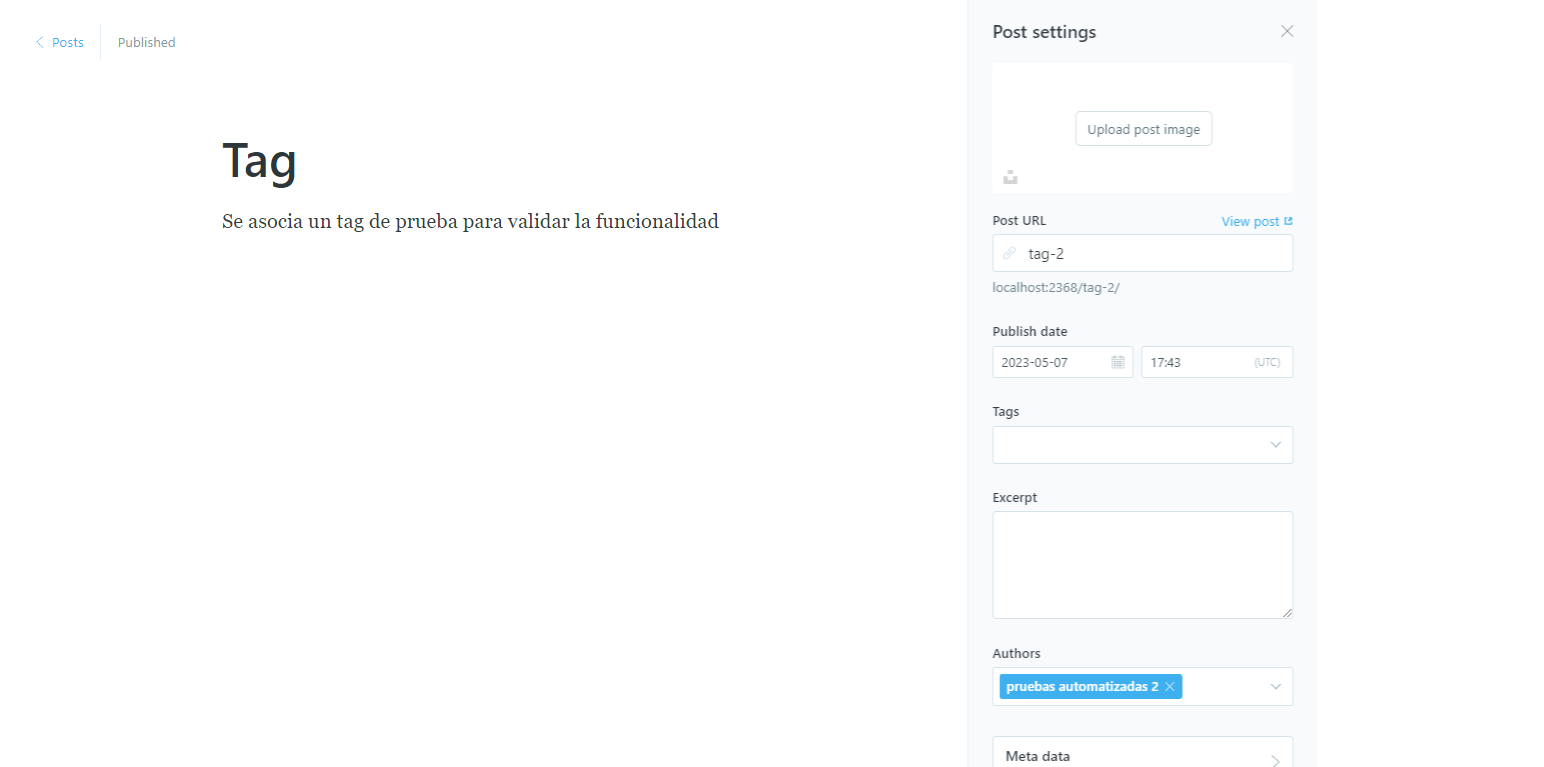 Posts
Published
Tag
Se asocia un tag de prueba para validar la funcionalidad
Post settings
Upload post image
Post URL
View post
tag-2
localhost:2368/tag-2/
Publish date
2023-05-07
17:43
(UTC)
Tags
Excerpt
Authors
pruebas automatizadas 2
Meta data